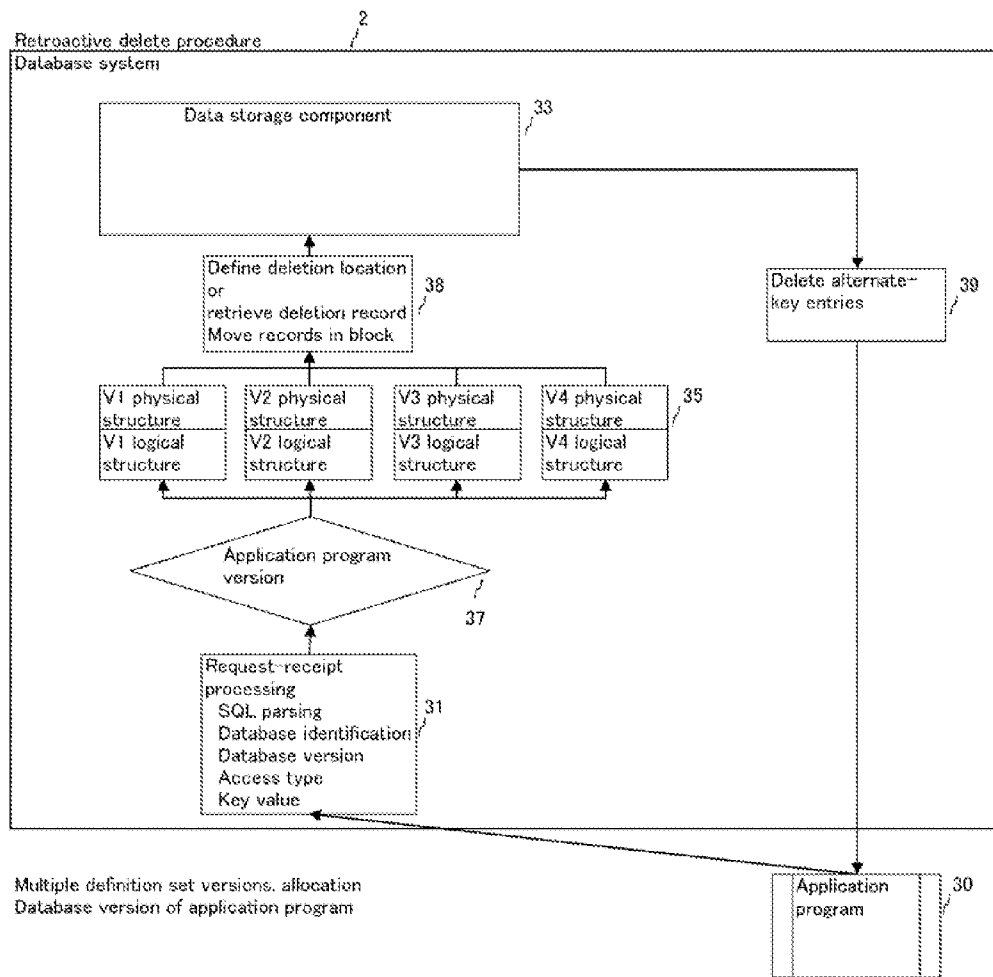 2
Retroactive delete procedure
Database system
Data storage component
33
Define deletion location
or
retrieve deletion record
Move records in block
38
Delete alternate-
key entries
39
V1 physical
structure
V1 logical
structure
V2 physical
structure
V2 logical
structure
V3 physical
structure
V3 logical
structure
V4 physical
structure
V4 logical
structure
35
Application program
version
37
Request-receipt
processing
SQL parsing
Database identification
Database version
Access type
Key value
31
Multiple definition set versions. allocation
Database version of application program
Application
program
30